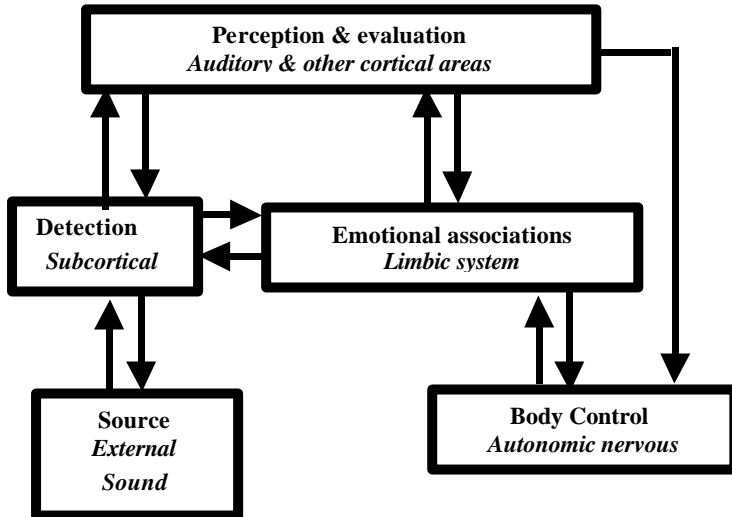 Perception & evaluation
Auditory & other cortical areas
Detection
Subcortical
Emotional associations
Limbic system
Source
External
Sound
Body Control
Autonomic nervous